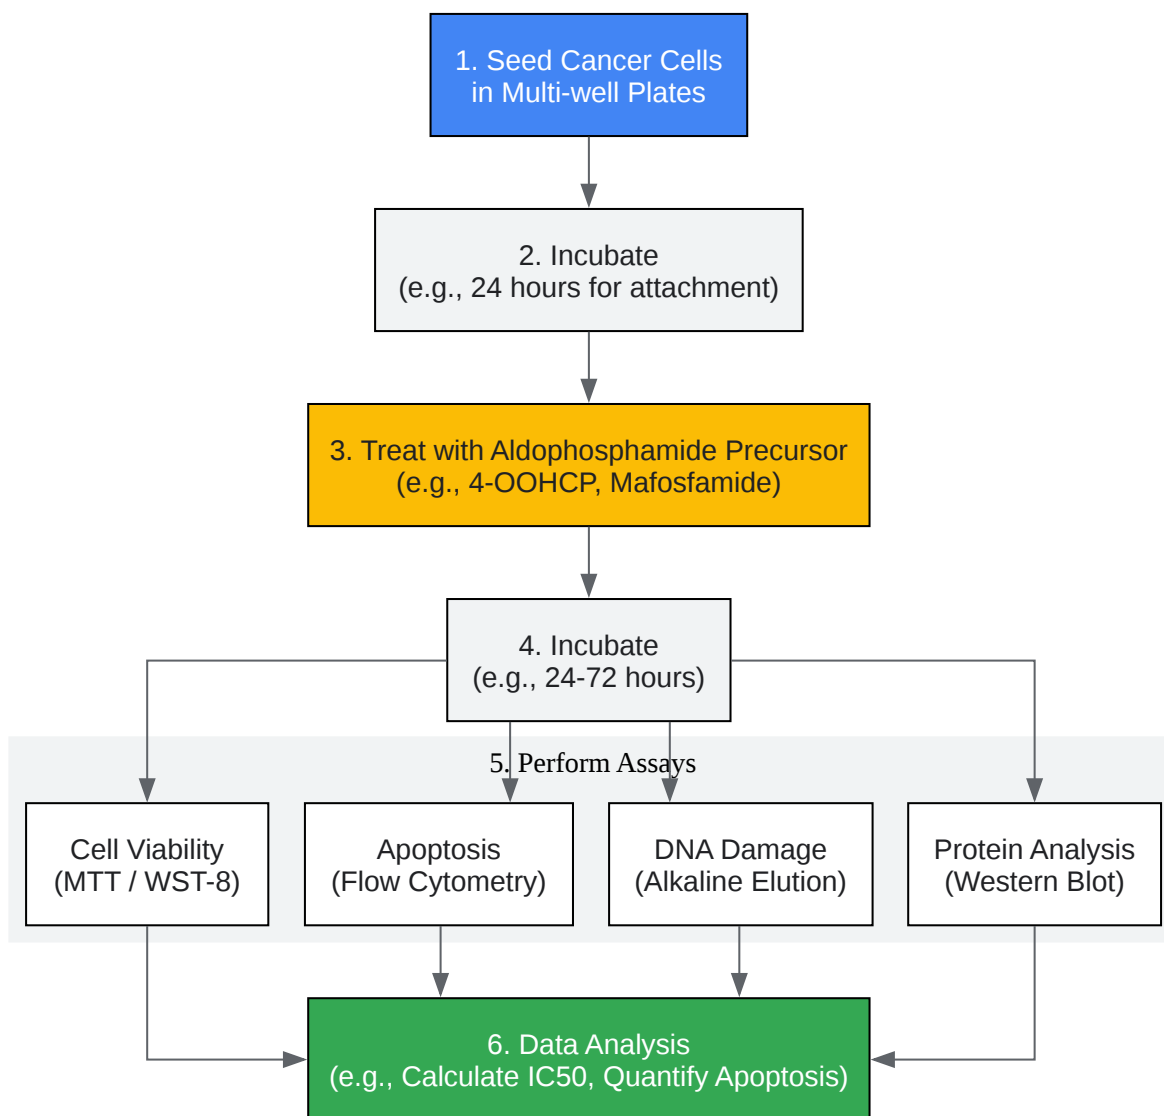 1. Seed Cancer Cells
in Multi-well Plates
2. Incubate
(e.g., 24 hours for attachment)
3. Treat with Aldophosphamide Precursor
(e.g., 4-OOHCP, Mafosfamide)
4. Incubate
(e.g., 24-72 hours)
5. Perform Assays
Cell Viability
(MTT / WST-8)
Apoptosis
(Flow Cytometry)
DNA Damage
(Alkaline Elution)
Protein Analysis
(Western Blot)
6. Data Analysis
(e.g., Calculate IC50, Quantify Apoptosis)